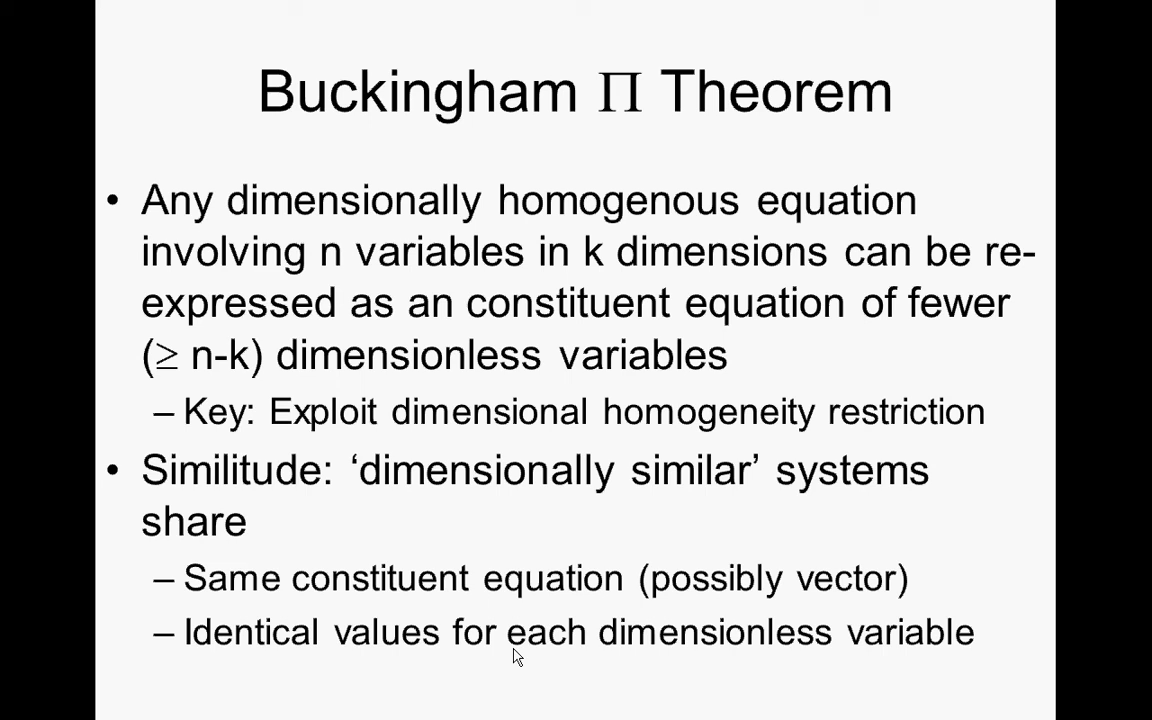 Buckingham Π Theorem
• Any dimensionally homogenous equation
involving n variables in k dimensions can be re-
expressed as an constituent equation of fewer
(≥ n-k) dimensionless variables
– Key: Exploit dimensional homogeneity restriction
• Similitude: ‘dimensionally similar’ systems
share
– Same constituent equation (possibly vector)
– Identical values for each dimensionless variable